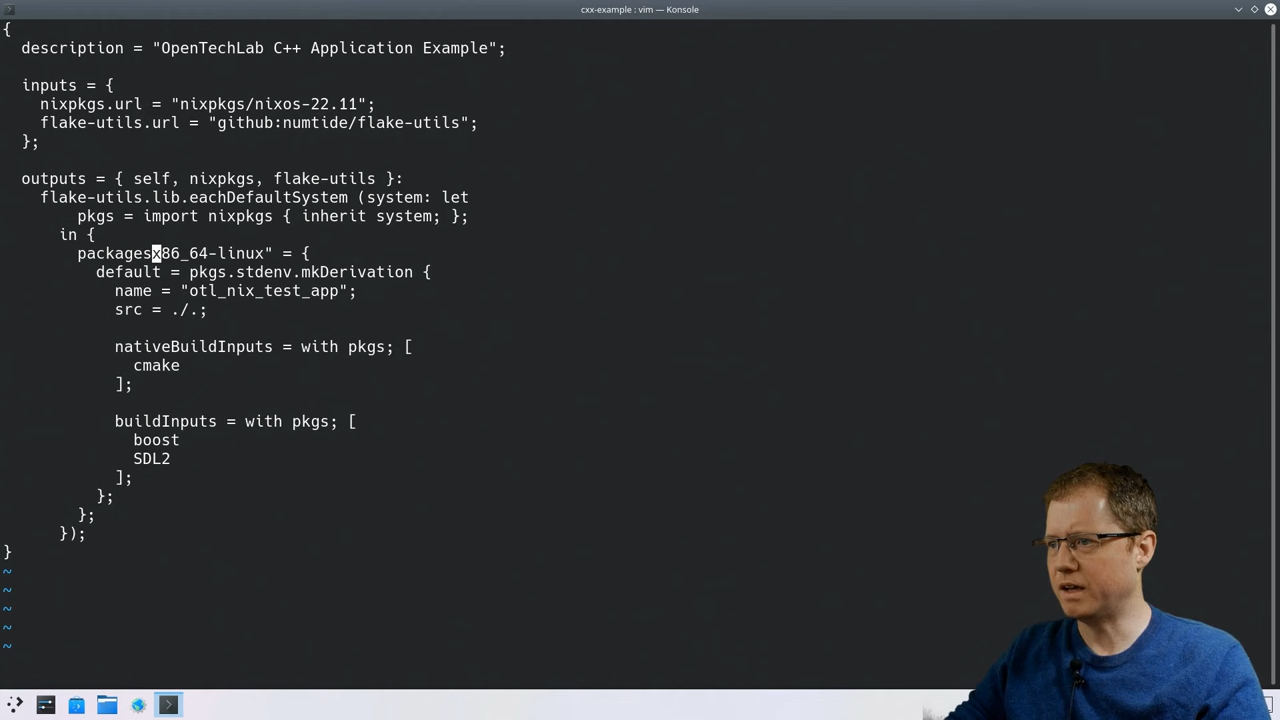 cxx-example : vim — Konsole
{
  description = "OpenTechLab C++ Application Example";
  inputs = {
    nixpkgs.url = "nixpkgs/nixos-22.11";
    flake-utils.url = "github:numtide/flake-utils";
  };
  outputs = { self, nixpkgs, flake-utils }:
    flake-utils.lib.eachDefaultSystem (system: let
        pkgs = import nixpkgs { inherit system; };
      in {
        packagesx86_64-linux" = {
          default = pkgs.stdenv.mkDerivation {
            name = "otl_nix_test_app";
            src = ./.;
            nativeBuildInputs = with pkgs; [
              cmake
            ];
            buildInputs = with pkgs; [
              boost
              SDL2
            ];
          };
        };
      });
}
~
~
~
~
~